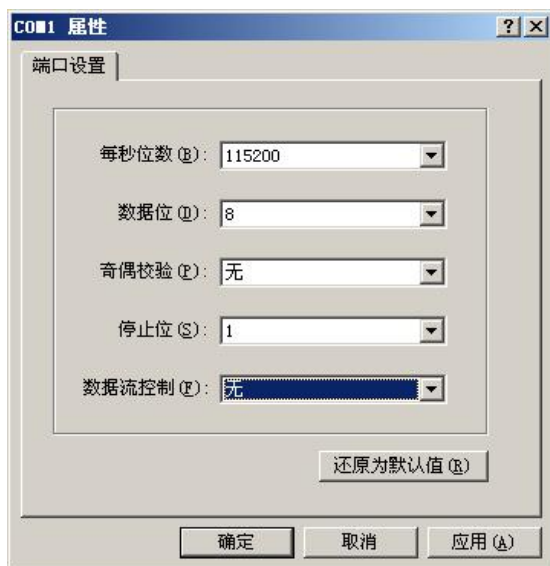 COM1 属性
端口设置
每秒位数(B): 115200
数据位(D): 8
奇偶校验(P): 无
停止位(S): 1
数据流控制(F): 无
还原为默认值(R)
确定 取消 应用(A)